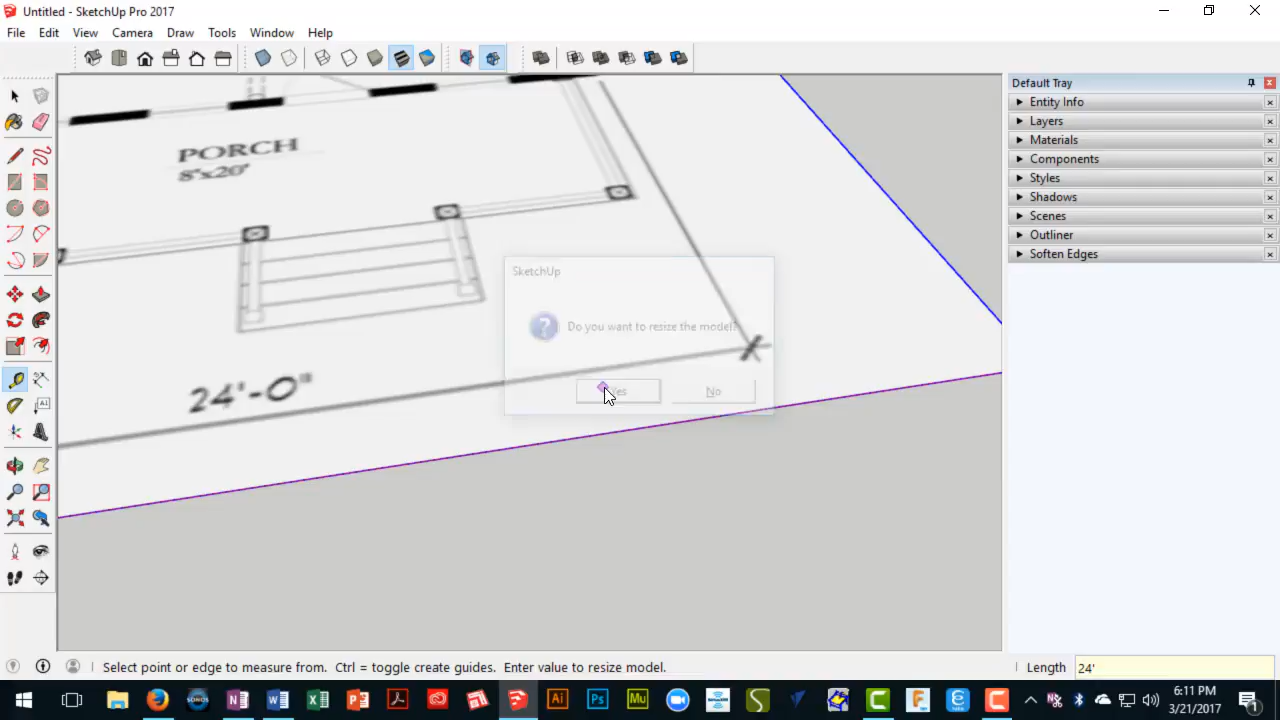 Untitled - SketchUp Pro 2017
File Edit View Camera Draw Tools Window Help
Default Tray
Entity Info
Layers
Materials
Components
Styles
Shadows
Scenes
Outliner
Soften Edges
PORCH
8'x20'
24'-0"
SketchUp
Do you want to resize the model?
Yes No
Select point or edge to measure from. Ctrl = toggle create guides. Enter value to resize model.
Length 24'
6:11 PM
3/21/2017